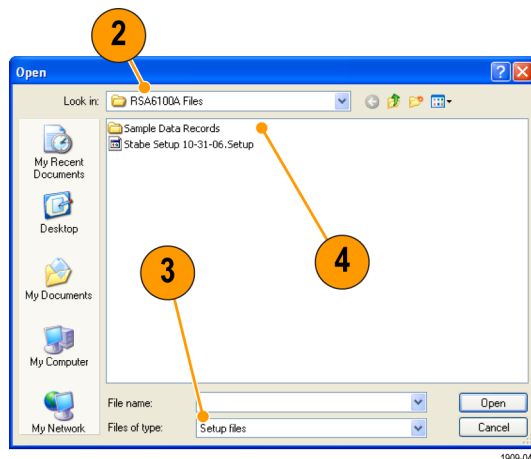 2
Open
Look in:
RSA6100A Files
Sample Data Records
Stabe Setup 10-31-06.Setup
My Recent
Documents
Desktop
3
4
My Documents
My Computer
My Network
File name:
Open
Files of type:
Setup files
Cancel